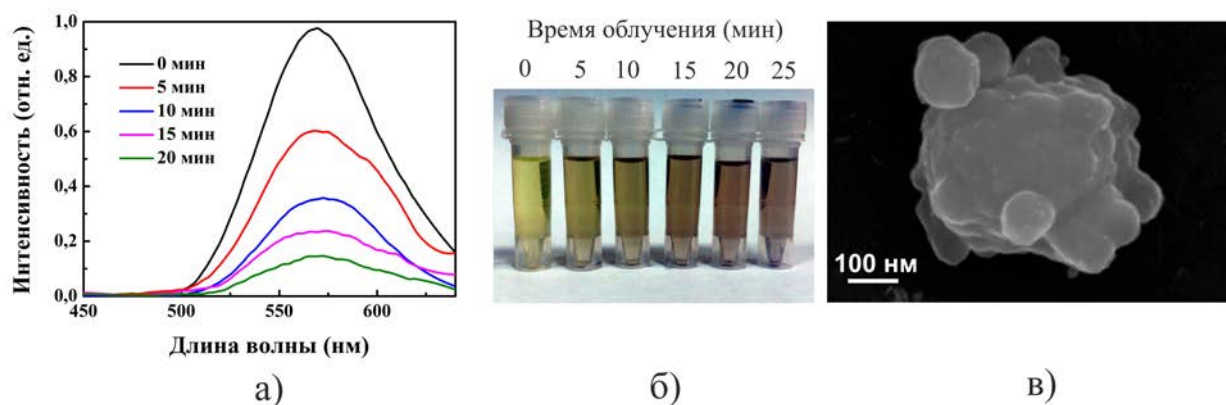 1,0
0,8
0,6
0,4
0,2
0,0
Интенсивность (отн. ед.)
0 мин
5 мин
10 мин
15 мин
20 мин
450 500 550 600
Длина волны (нм)
а)
Время облучения (мин)
0 5 10 15 20 25
б)
100 нм
в)